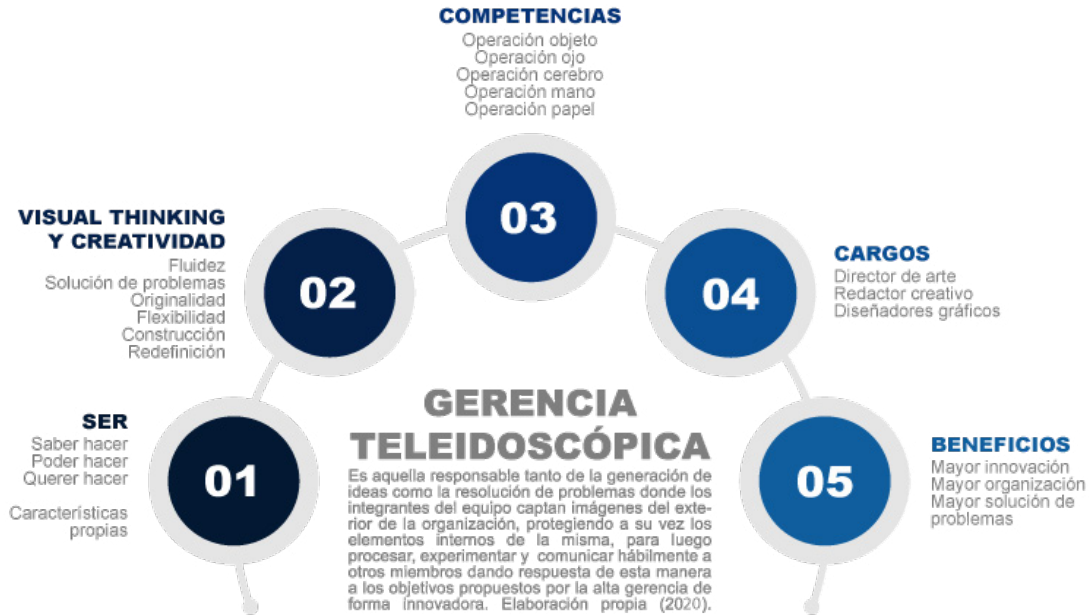 COMPETENCIAS
Operación objeto
Operación ojo
Operación cerebro
Operación mano
Operación papel
03
VISUAL THINKING
Y CREATIVIDAD
Fluidez
Solución de problemas
Originalidad
Flexibilidad
Construcción
Redefinición
02
04
CARGOS
Director de arte
Redactor creativo
Diseñadores gráficos
SER
Saber hacer
Poder hacer
Querer hacer
Características
propias
01
GERENCIA
TELEIDOSCÓPICA
Es aquella responsable tanto de la generación de
ideas como la resolución de problemas donde los
integrantes del equipo captan imágenes del exte-
rior de la organización, protegiendo a su vez los
elementos internos de la misma, para luego
procesar, experimentar y comunicar hábilmente a
otros miembros dando respuesta de esta manera
a los objetivos propuestos por la alta gerencia de
forma innovadora. Elaboración propia (2020).
05
BENEFICIOS
Mayor innovación
Mayor organización
Mayor solución de
problemas